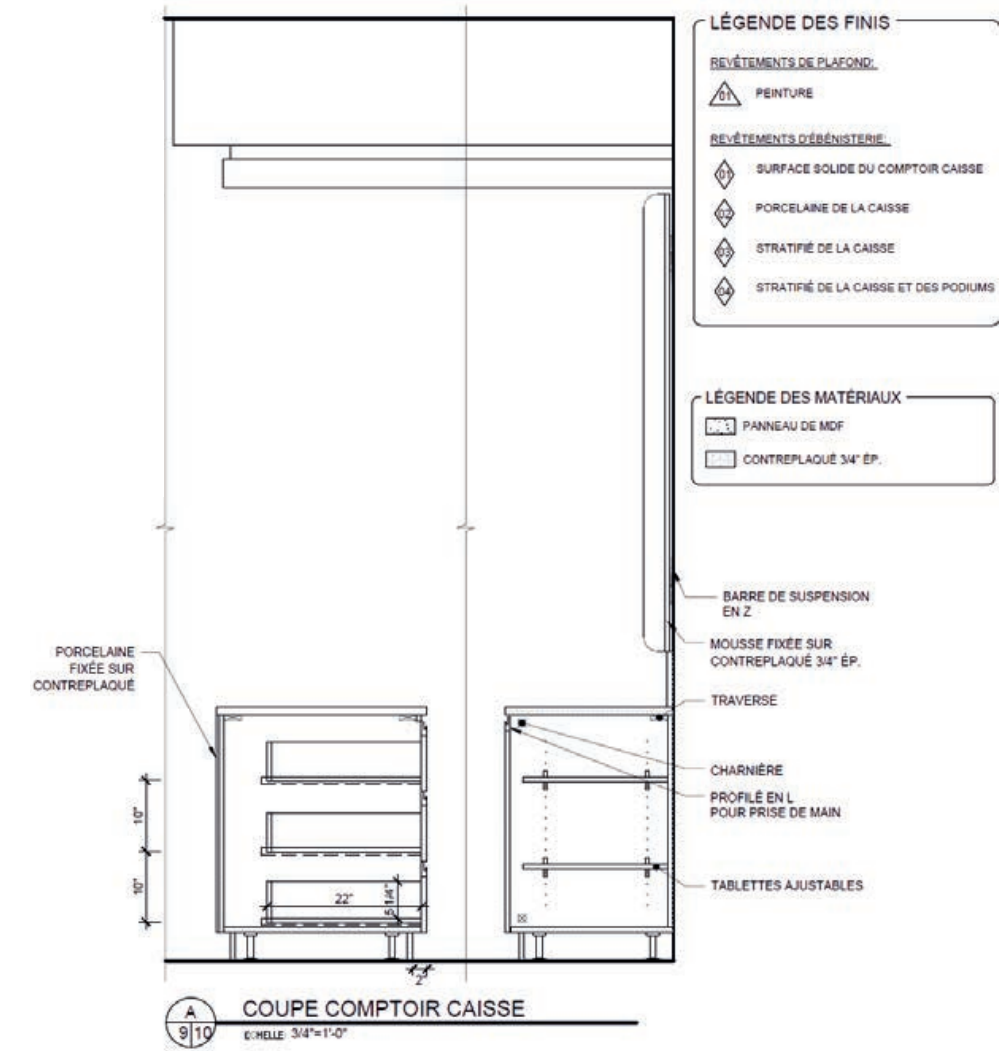 LÉGENDE DES FINIS
REVÊTEMENTS DE PLAFOND:
01 PEINTURE
REVÊTEMENTS D'ÉBÉNISTERIE:
01 SURFACE SOLIDE DU COMPTOIR CAISSE
02 PORCELAINE DE LA CAISSE
03 STRATIFIÉ DE LA CAISSE
04 STRATIFIÉ DE LA CAISSE ET DES PODIUMS
LÉGENDE DES MATÉRIAUX
PANNEAU DE MDF
CONTREPLAQUÉ 3/4" ÉP.
BARRE DE SUSPENSION
EN Z
MOUSSE FIXÉE SUR
CONTREPLAQUÉ 3/4" ÉP.
PORCELAINE
FIXÉE SUR
CONTREPLAQUÉ
TRAVERSE
CHARNIÈRE
PROFILÉ EN L
POUR PRISE DE MAIN
TABLETTES AJUSTABLES
10"
10"
22"
5 1/4"
2"
A
9 10
COUPE COMPTOIR CAISSE
ÉCHELLE: 3/4"=1'-0"